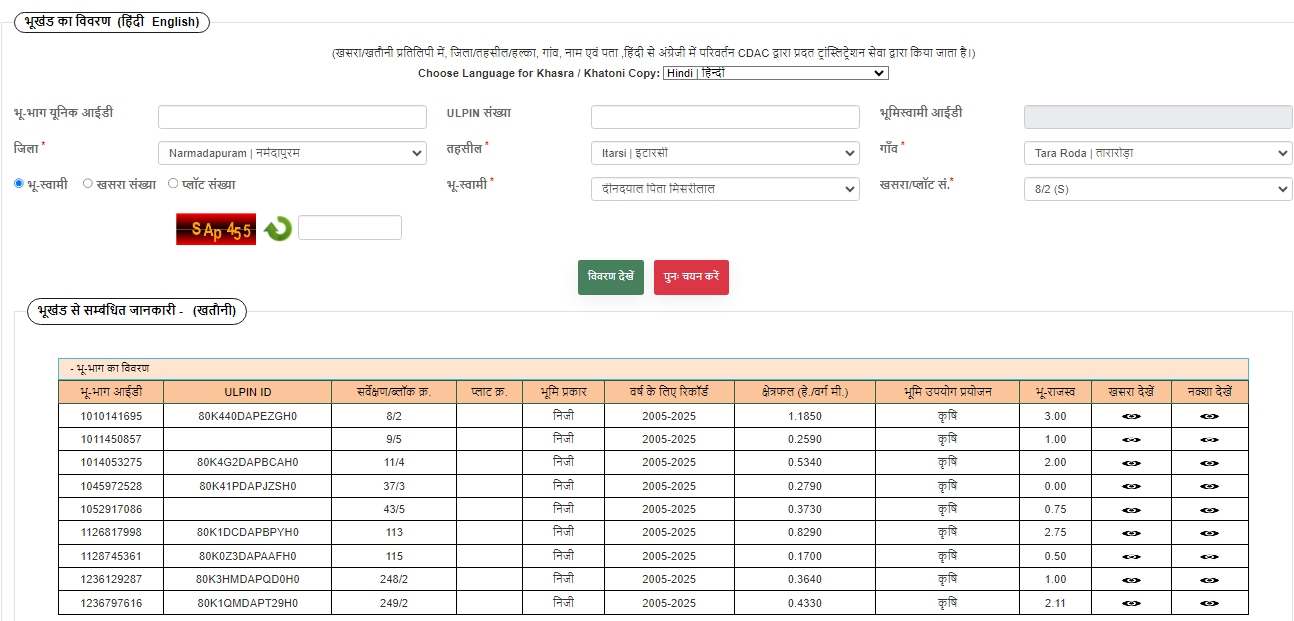 भूखंड का विवरण (हिंदी English)
(खसरा/खतौनी प्रतिलिपी में, जिला/तहसील/हल्का, गांव, नाम एवं पता ,हिंदी से अंग्रेजी में परिवर्तन CDAC द्वारा प्रदत ट्रांस्लिट्रेशन सेवा द्वारा किया जाता है।)
Choose Language for Khasra / Khatoni Copy: Hindi | हिन्दी
भू-भाग यूनिक आईडी ULPIN संख्या भूमिस्वामी आईडी
जिला * Narmadapuram | नर्मदापुरम तहसील * Itarsi | इटारसी गाँव * Tara Roda | तारारोड़ा
भू-स्वामी खसरा संख्या प्लॉट संख्या भू-स्वामी * दीनदयाल पिता मिसरीलाल खसरा/प्लॉट सं.* 8/2 (S)
SAp 455
विवरण देखें पुनः चयन करें
भूखंड से सम्बंधित जानकारी - (खतौनी)
- भू-भाग का विवरण
भू-भाग आईडी ULPIN ID सर्वेक्षण/ब्लॉक क्र. प्लाट क्र. भूमि प्रकार वर्ष के लिए रिकॉर्ड क्षेत्रफल (हे./वर्ग मी.) भूमि उपयोग प्रयोजन भू-राजस्व खसरा देखें नक्शा देखें
1010141695 80K440DAPEZGH0 8/2 निजी 2005-2025 1.1850 कृषि 3.00
1011450857 9/5 निजी 2005-2025 0.2590 कृषि 1.00
1014053275 80K4G2DAPBCAH0 11/4 निजी 2005-2025 0.5340 कृषि 2.00
1045972528 80K41PDAPJZSH0 37/3 निजी 2005-2025 0.2790 कृषि 0.00
1052917086 43/5 निजी 2005-2025 0.3730 कृषि 0.75
1126817998 80K1DCDAPBPYH0 113 निजी 2005-2025 0.8290 कृषि 2.75
1128745361 80K0Z3DAPAAFH0 115 निजी 2005-2025 0.1700 कृषि 0.50
1236129287 80K3HMDAPQD0H0 248/2 निजी 2005-2025 0.3640 कृषि 1.00
1236797616 80K1QMDAPT29H0 249/2 निजी 2005-2025 0.4330 कृषि 2.11